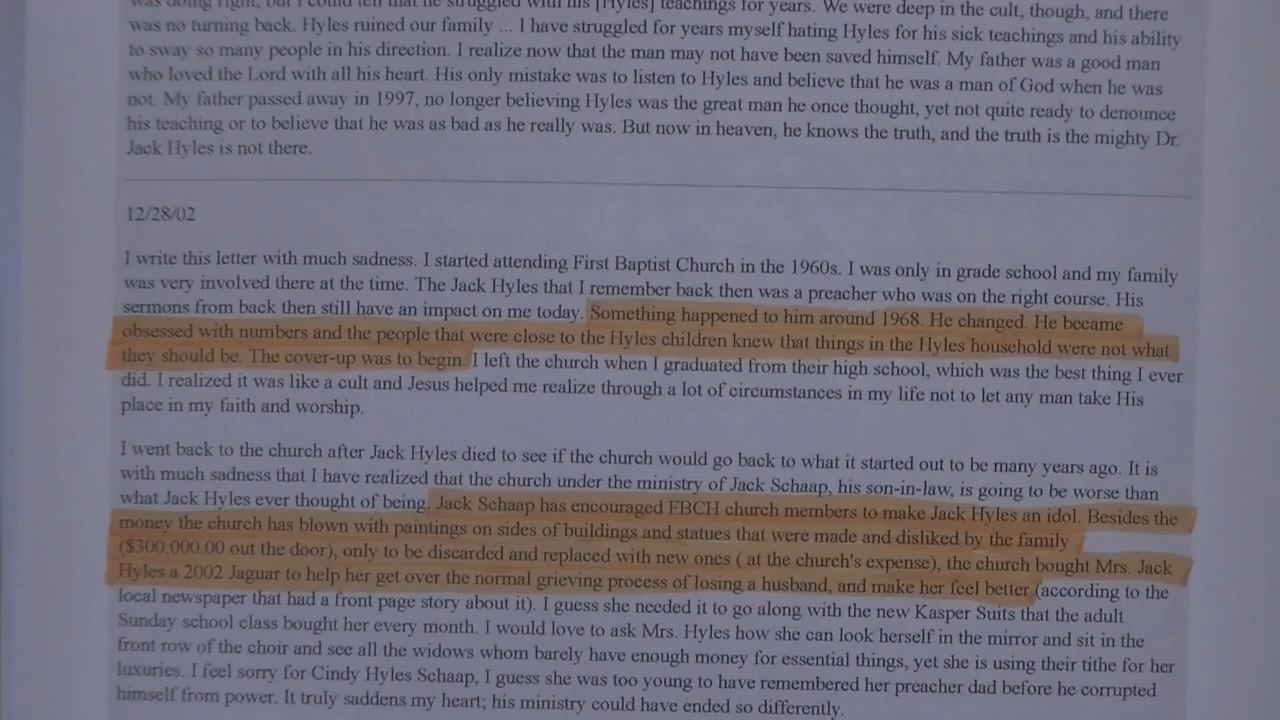 was doing right, but I could tell that he struggled with his [Hyles] teachings for years. We were deep in the cult, though, and there
was no turning back. Hyles ruined our family ... I have struggled for years myself hating Hyles for his sick teachings and his ability
to sway so many people in his direction. I realize now that the man may not have been saved himself. My father was a good man
who loved the Lord with all his heart. His only mistake was to listen to Hyles and believe that he was a man of God when he was
not. My father passed away in 1997, no longer believing Hyles was the great man he once thought, yet not quite ready to denounce
his teaching or to believe that he was as bad as he really was. But now in heaven, he knows the truth, and the truth is the mighty Dr.
Jack Hyles is not there.
12/28/02
I write this letter with much sadness. I started attending First Baptist Church in the 1960s. I was only in grade school and my family
was very involved there at the time. The Jack Hyles that I remember back then was a preacher who was on the right course. His
sermons from back then still have an impact on me today. Something happened to him around 1968. He changed. He became
obsessed with numbers and the people that were close to the Hyles children knew that things in the Hyles household were not what
they should be. The cover-up was to begin. I left the church when I graduated from their high school, which was the best thing I ever
did. I realized it was like a cult and Jesus helped me realize through a lot of circumstances in my life not to let any man take His
place in my faith and worship.
I went back to the church after Jack Hyles died to see if the church would go back to what it started out to be many years ago. It is
with much sadness that I have realized that the church under the ministry of Jack Schaap, his son-in-law, is going to be worse than
what Jack Hyles ever thought of being. Jack Schaap has encouraged FBCH church members to make Jack Hyles an idol. Besides the
money the church has blown with paintings on sides of buildings and statues that were made and disliked by the family
($300,000.00 out the door), only to be discarded and replaced with new ones ( at the church's expense), the church bought Mrs. Jack
Hyles a 2002 Jaguar to help her get over the normal grieving process of losing a husband, and make her feel better (according to the
local newspaper that had a front page story about it). I guess she needed it to go along with the new Kasper Suits that the adult
Sunday school class bought her every month. I would love to ask Mrs. Hyles how she can look herself in the mirror and sit in the
front row of the choir and see all the widows whom barely have enough money for essential things, yet she is using their tithe for her
luxuries. I feel sorry for Cindy Hyles Schaap, I guess she was too young to have remembered her preacher dad before he corrupted
himself from power. It truly saddens my heart; his ministry could have ended so differently.